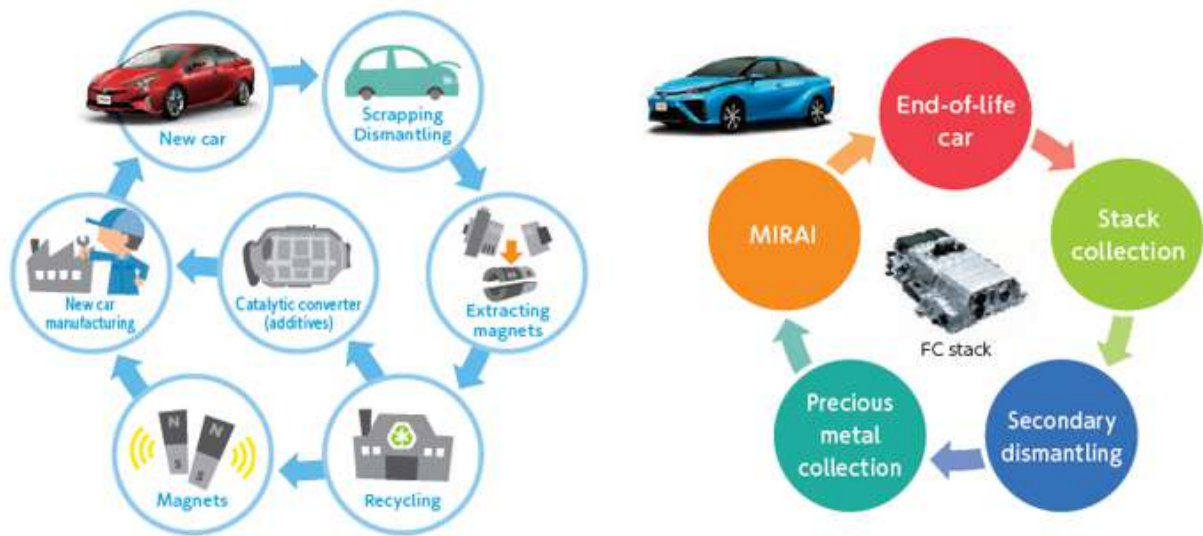 New car
Scrapping
Dismantling
Extracting
magnets
Recycling
Catalytic converter
(additives)
Magnets
N
S
N
S
New car
manufacturing
End-of-life
car
Stack
collection
Secondary
dismantling
Precious
metal
collection
MIRAI
FC stack